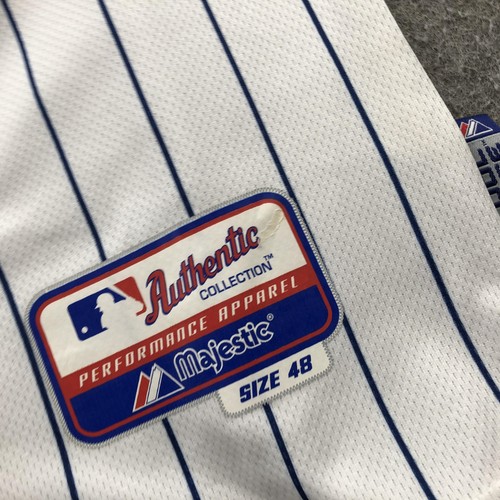 Authentic
COLLECTION™
PERFORMANCE APPAREL
Majestic®
SIZE 48